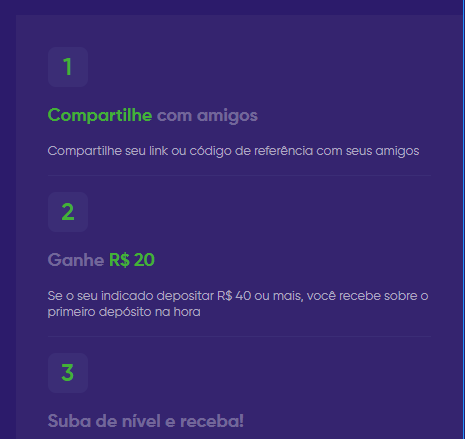 1
Compartilhe com amigos
Compartilhe seu link ou código de referência com seus amigos
2
Ganhe R$ 20
Se o seu indicado depositar R$ 40 ou mais, você recebe sobre o
primeiro depósito na hora
3
Suba de nível e receba!